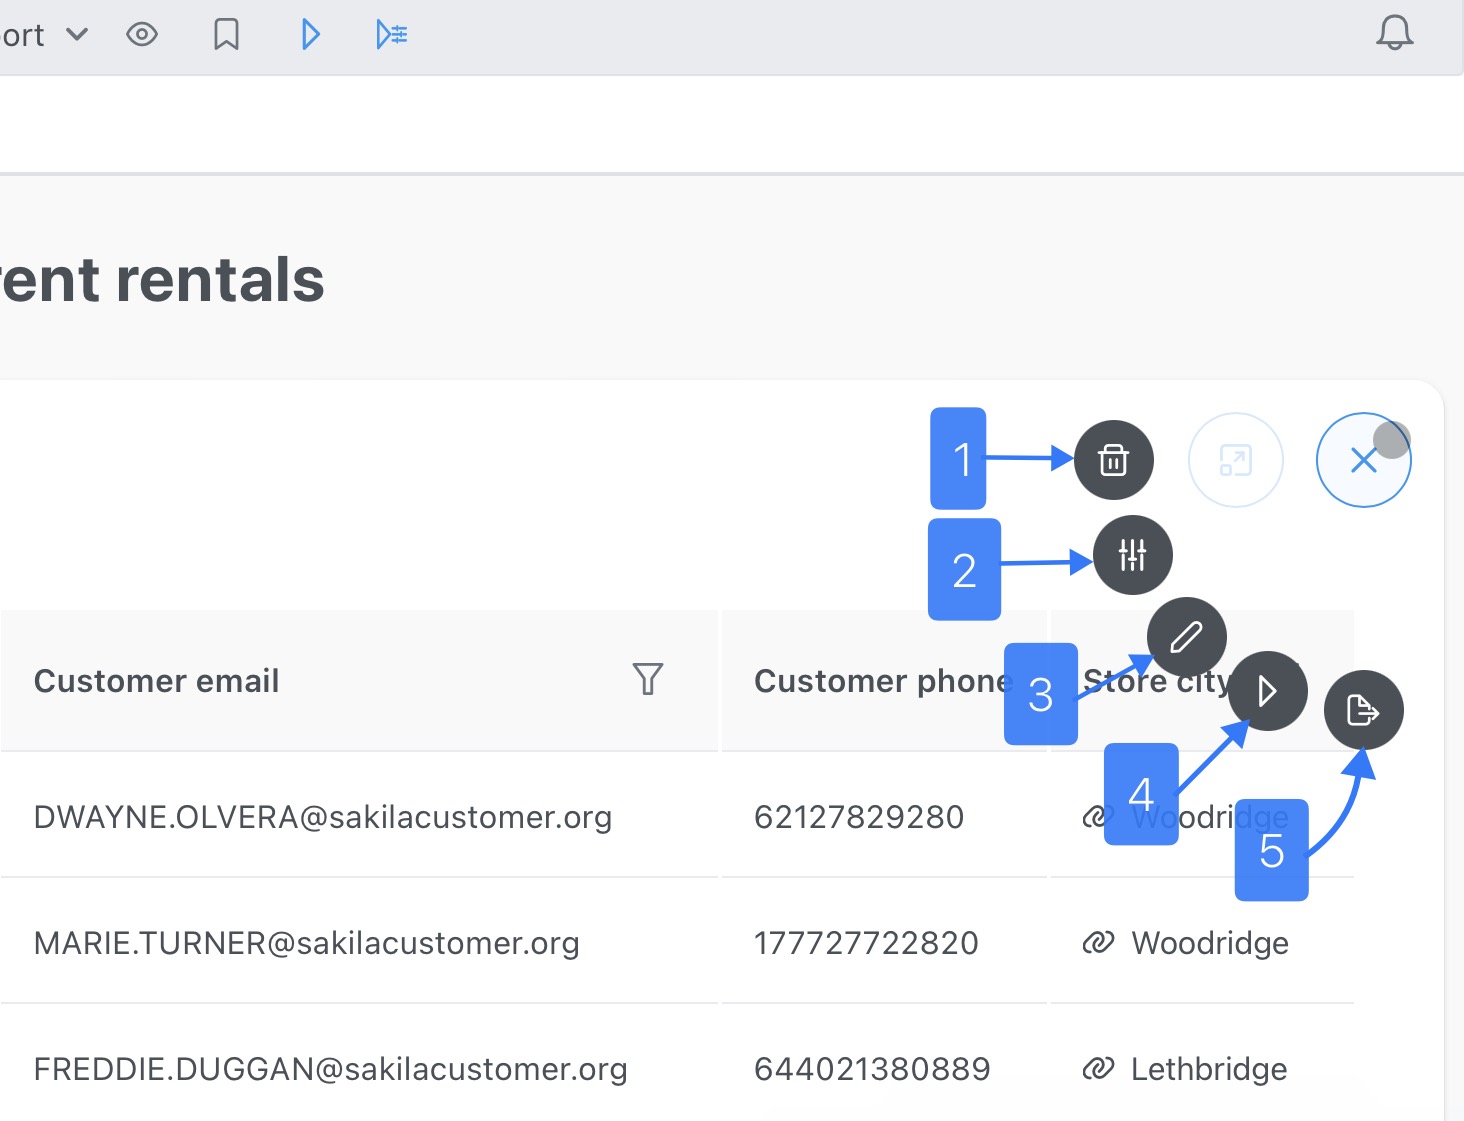 ort
rent rentals
1
2
Customer email
Customer phone
Store city
3
4
DWAYNE.OLVERA@sakilacustomer.org
62127829280
Woodridge
5
MARIE.TURNER@sakilacustomer.org
177727722820
Woodridge
FREDDIE.DUGGAN@sakilacustomer.org
644021380889
Lethbridge